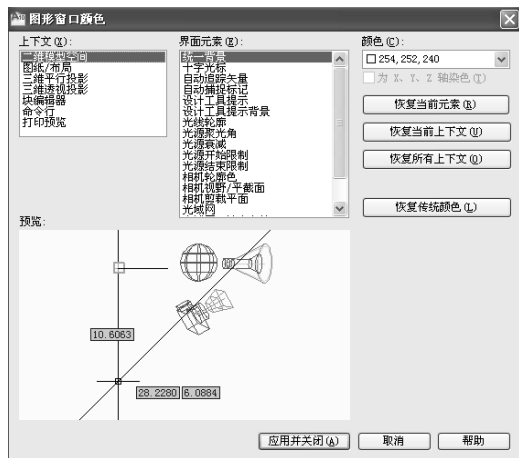 图形窗口颜色
上下文(X):
二维模型空间
图纸/布局
三维平行投影
三维透视投影
块编辑器
命令行
打印预览
界面元素(E):
统一背景
十字光标
自动追踪矢量
自动捕捉标记
设计工具提示
设计工具提示背景
光线轮廓
光源聚光角
光源衰减
光源开始限制
光源结束限制
相机轮廓色
相机视野/平截面
相机剪裁平面
光域网
颜色(C):
254, 252, 240
为 X、Y、Z 轴染色(T)
恢复当前元素(R)
恢复当前上下文(U)
恢复所有上下文(O)
恢复传统颜色(L)
预览:
10.6063
28.2280
6.0884
应用并关闭(A)
取消
帮助